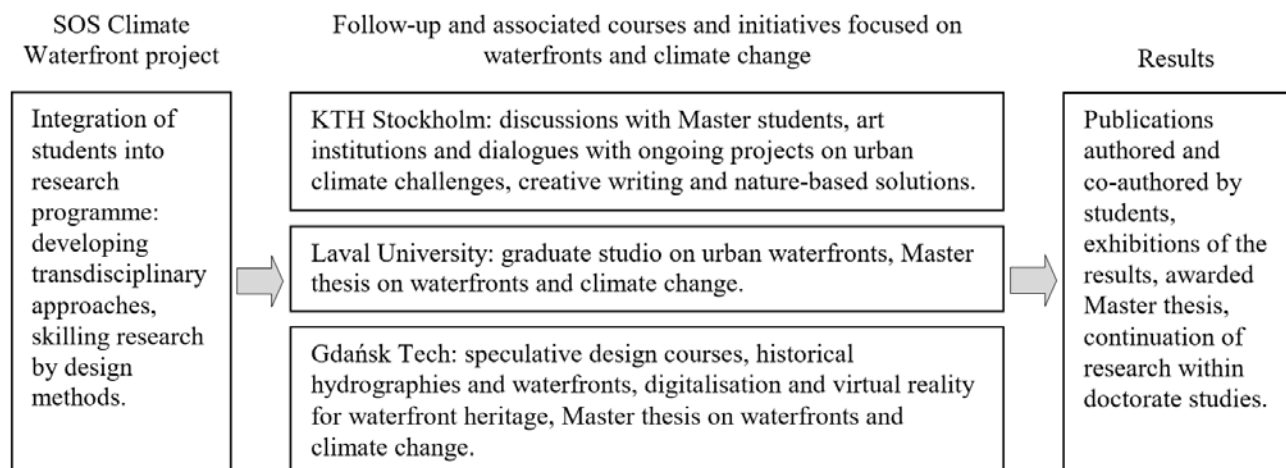 SOS Climate
Waterfront project
Integration of
students into
research
programme:
developing
transdisciplinary
approaches,
skilling research
by design
methods.
Follow-up and associated courses and initiatives focused on
waterfronts and climate change
KTH Stockholm: discussions with Master students, art
institutions and dialogues with ongoing projects on urban
climate challenges, creative writing and nature-based solutions.
Laval University: graduate studio on urban waterfronts, Master
thesis on waterfronts and climate change.
Gdańsk Tech: speculative design courses, historical
hydrographies and waterfronts, digitalisation and virtual reality
for waterfront heritage, Master thesis on waterfronts and
climate change.
Results
Publications
authored and
co-authored by
students,
exhibitions of the
results, awarded
Master thesis,
continuation of
research within
doctorate studies.